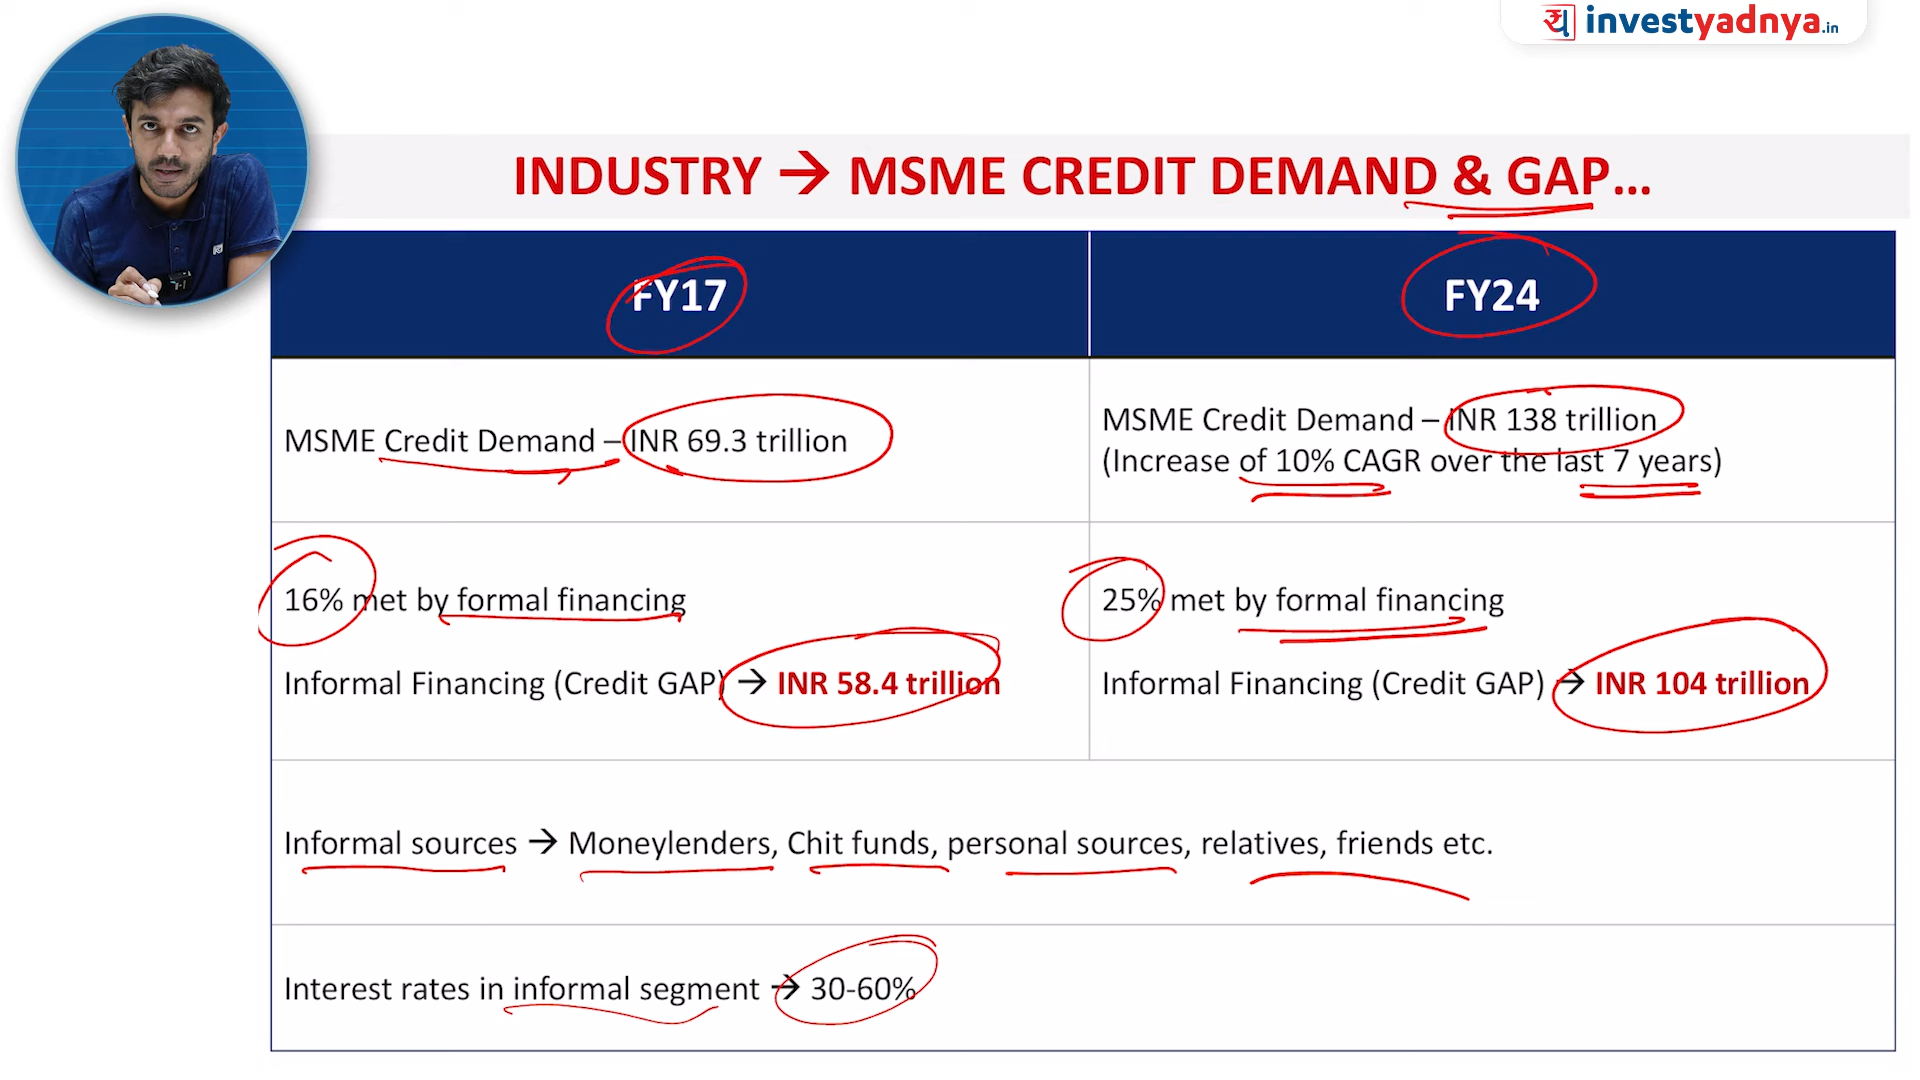 investyadnya.in
INDUSTRY → MSME CREDIT DEMAND & GAP...
FY17
FY24
MSME Credit Demand – INR 69.3 trillion
MSME Credit Demand – INR 138 trillion
(Increase of 10% CAGR over the last 7 years)
16% met by formal financing
Informal Financing (Credit GAP) → INR 58.4 trillion
25% met by formal financing
Informal Financing (Credit GAP) → INR 104 trillion
Informal sources → Moneylenders, Chit funds, personal sources, relatives, friends etc.
Interest rates in informal segment → 30-60%